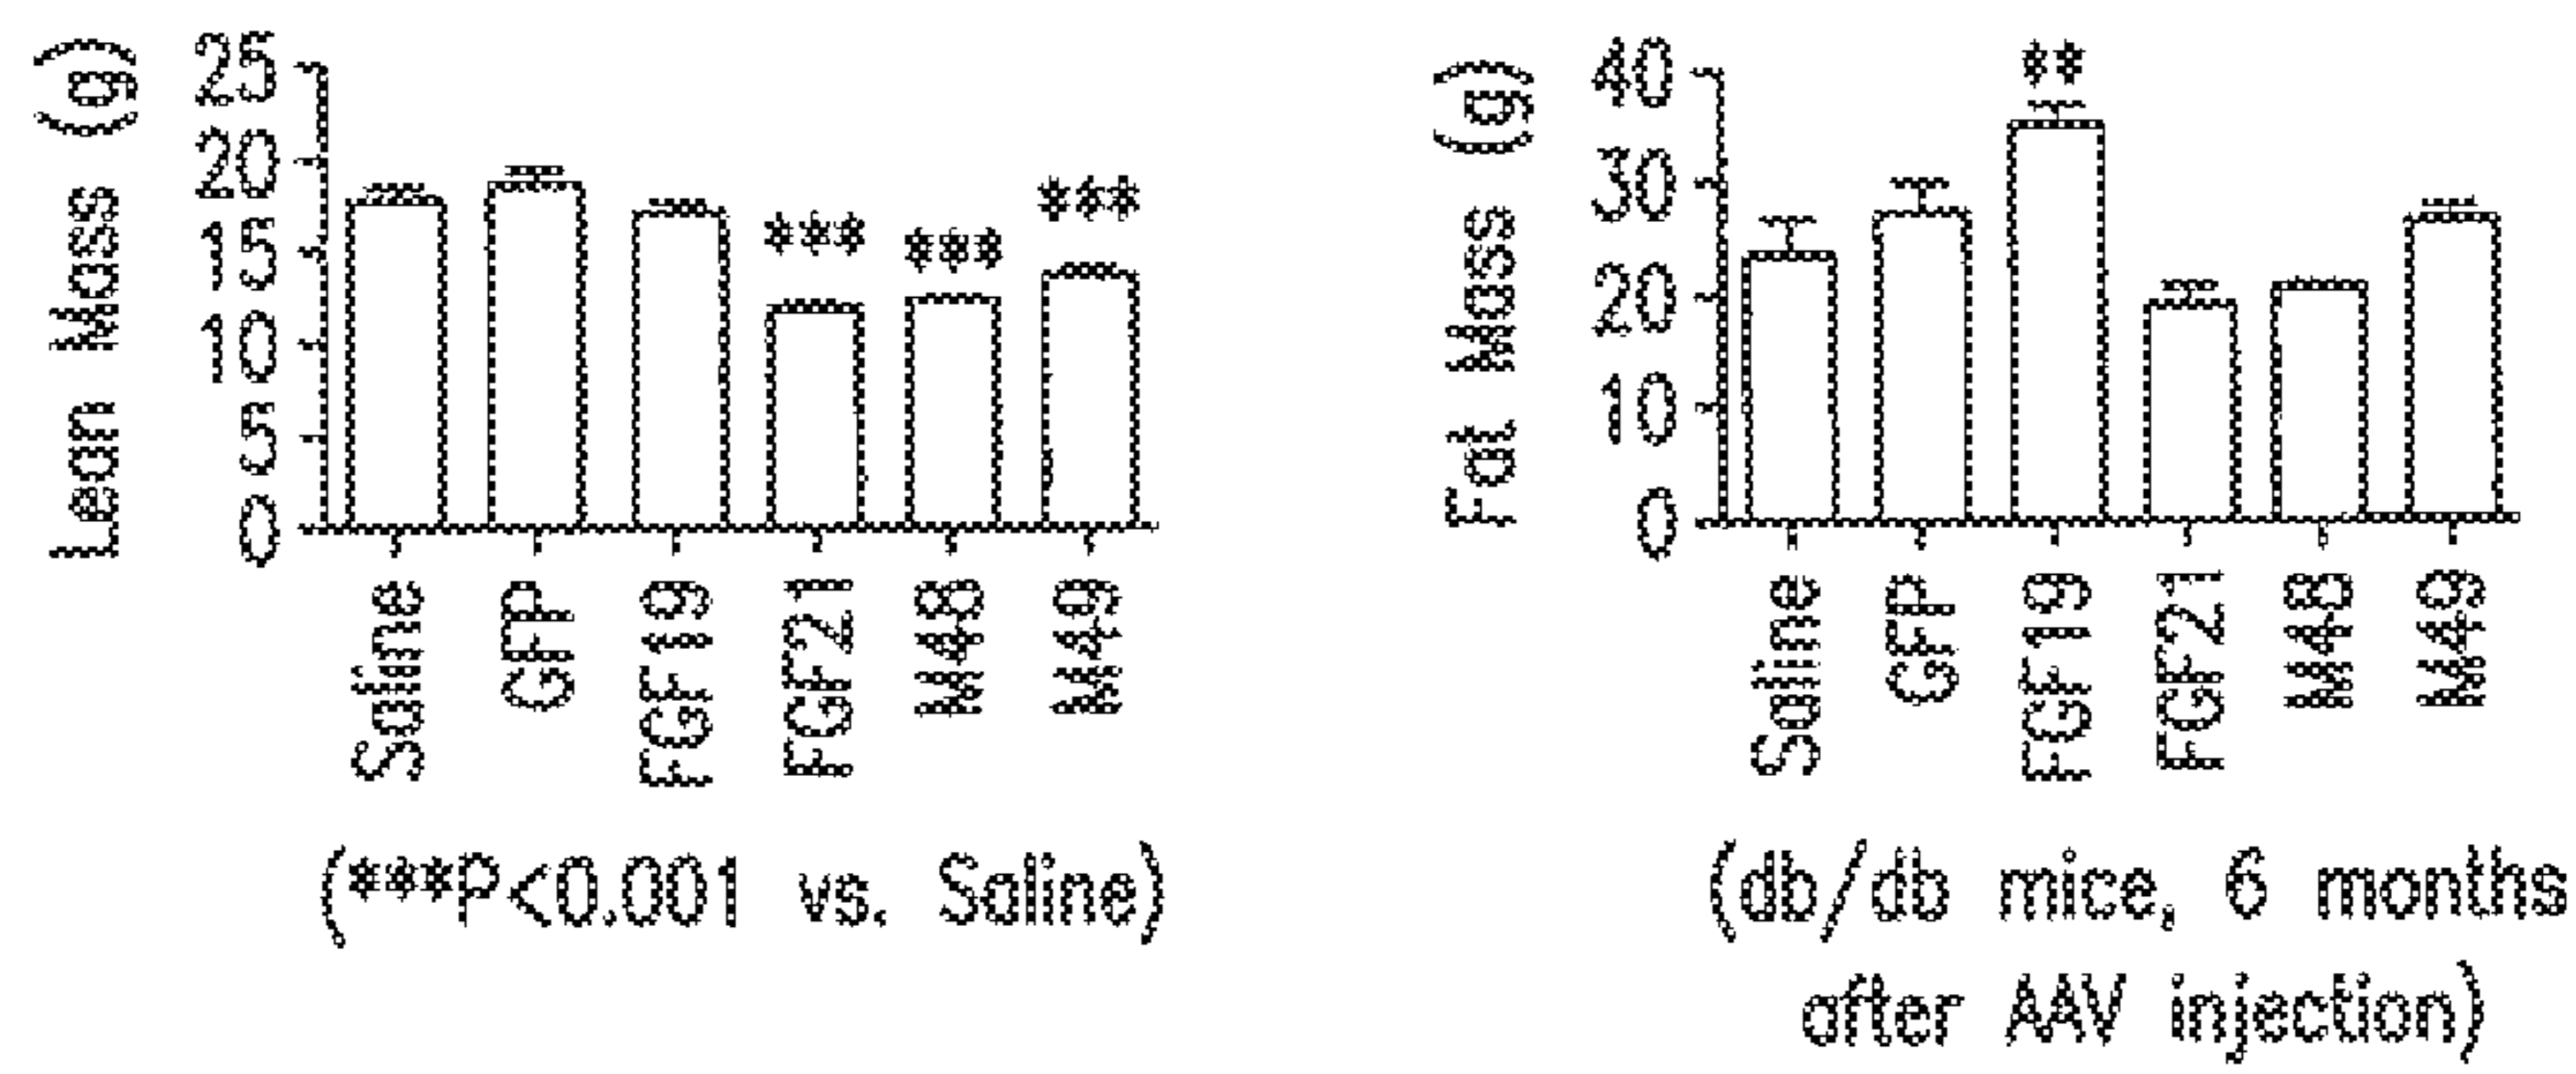 Lean Mass (g)
25
20
15
10
5
0
***
***
***
Saline
GFP
FGF19
FGF21
M48
M49
(***P<0.001 vs. Saline)
Fat Mass (g)
40
30
20
10
0
**
Saline
GFP
FGF19
FGF21
M48
M49
(db/db mice, 6 months
after AAV injection)